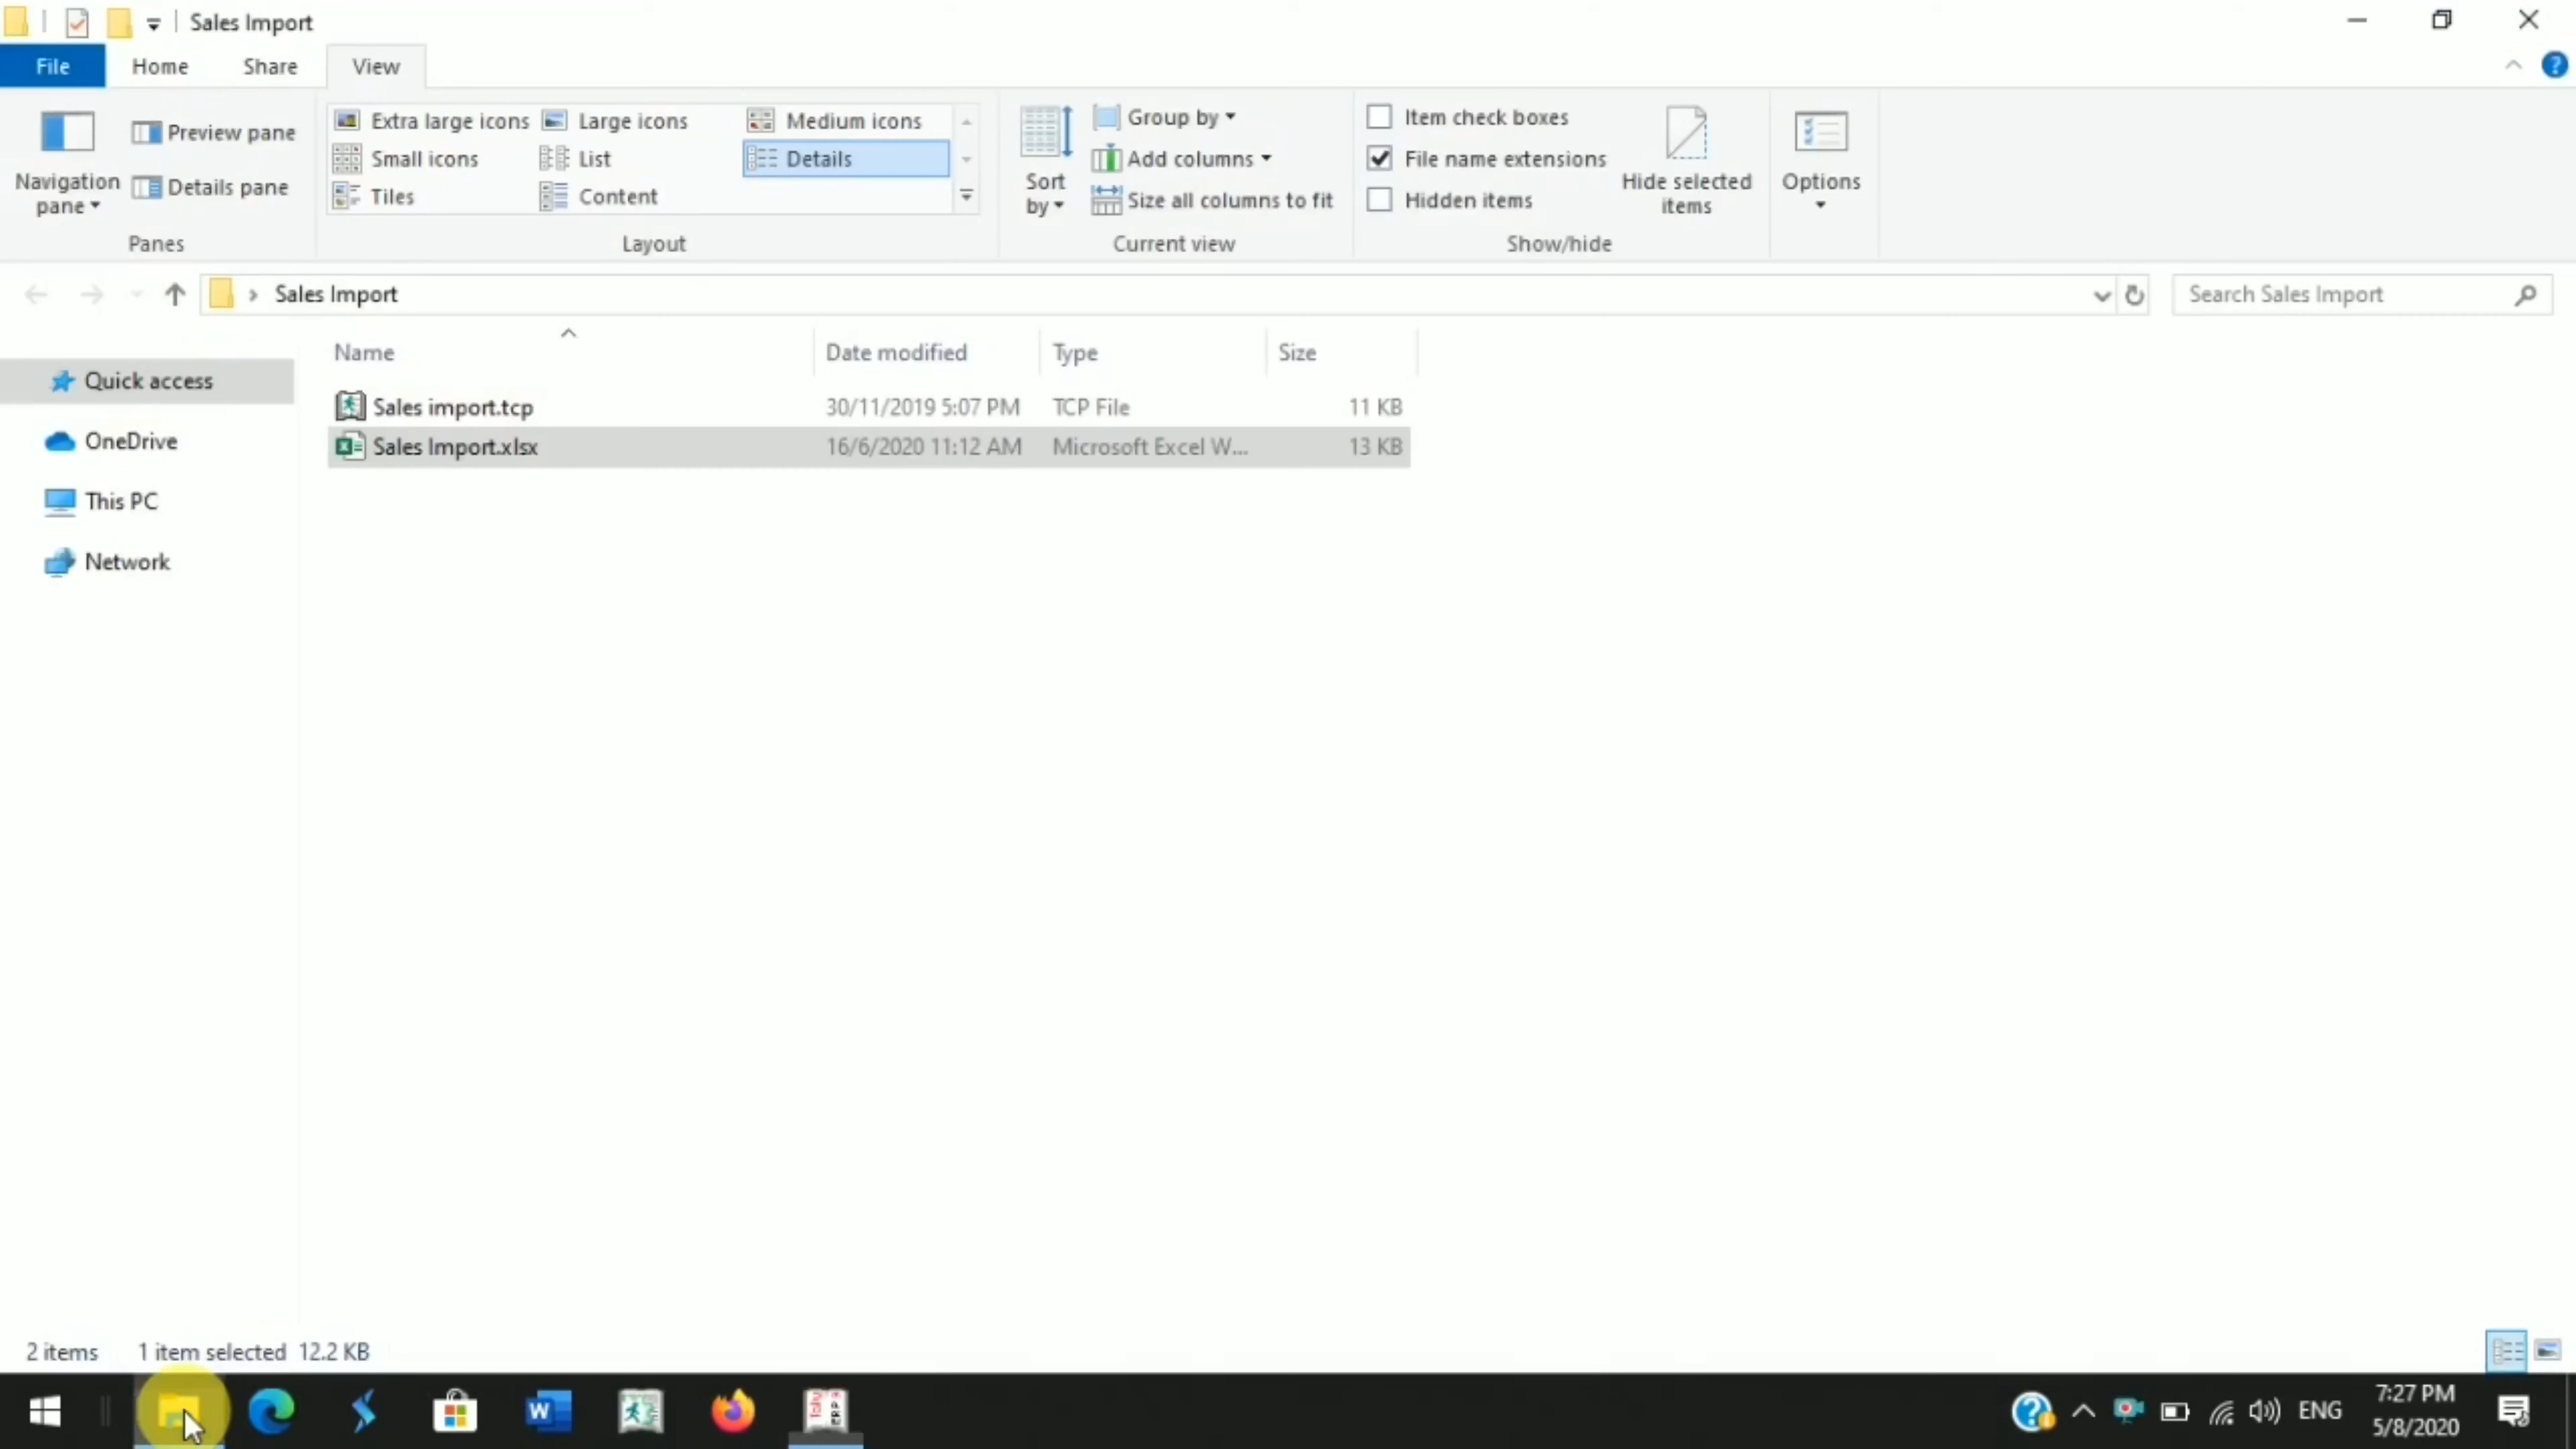 Sales Import
File Home Share View
Navigation pane
Preview pane
Details pane
Panes
Extra large icons Large icons Medium icons
Small icons List Details
Tiles Content
Layout
Sort by
Group by
Add columns
Size all columns to fit
Current view
Item check boxes
File name extensions
Hidden items
Hide selected items
Show/hide
Options
Sales Import
Search Sales Import
Quick access
OneDrive
This PC
Network
Name Date modified Type Size
Sales import.tcp 30/11/2019 5:07 PM TCP File 11 KB
Sales Import.xlsx 16/6/2020 11:12 AM Microsoft Excel W... 13 KB
2 items 1 item selected 12.2 KB
ENG
7:27 PM
5/8/2020